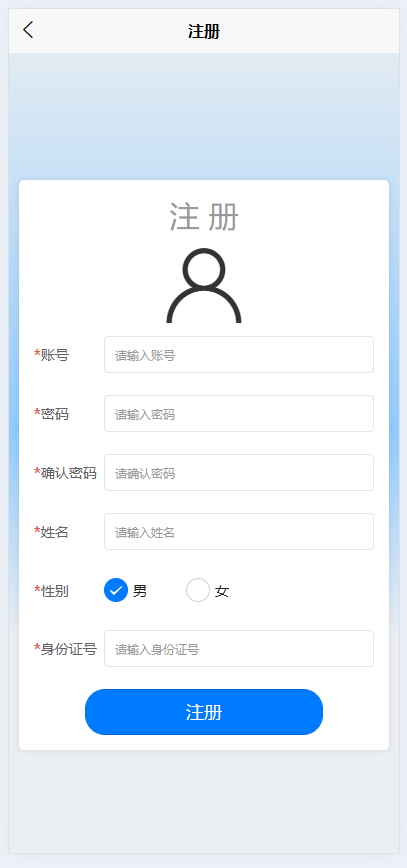 注册
注 册
*账号 请输入账号
*密码 请输入密码
*确认密码 请确认密码
*姓名 请输入姓名
*性别 男 女
*身份证号 请输入身份证号
注册